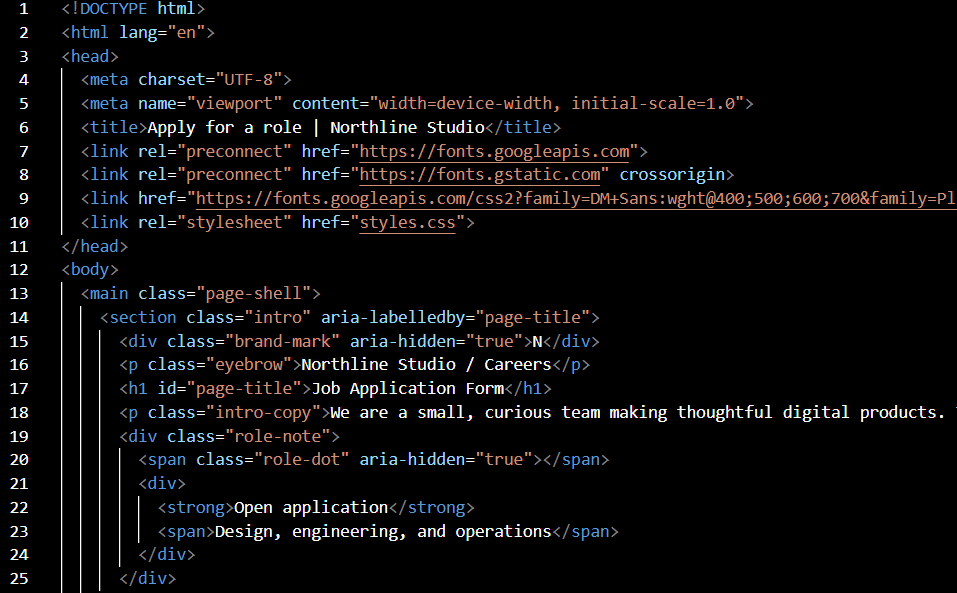 1 <!DOCTYPE html>
2 <html lang="en">
3 <head>
4 <meta charset="UTF-8">
5 <meta name="viewport" content="width=device-width, initial-scale=1.0">
6 <title>Apply for a role | Northline Studio</title>
7 <link rel="preconnect" href="https://fonts.googleapis.com">
8 <link rel="preconnect" href="https://fonts.gstatic.com" crossorigin>
9 <link href="https://fonts.googleapis.com/css2?family=DM+Sans:wght@400;500;600;700&family=Pl
10 <link rel="stylesheet" href="styles.css">
11 </head>
12 <body>
13 <main class="page-shell">
14 <section class="intro" aria-labelledby="page-title">
15 <div class="brand-mark" aria-hidden="true">N</div>
16 <p class="eyebrow">Northline Studio / Careers</p>
17 <h1 id="page-title">Job Application Form</h1>
18 <p class="intro-copy">We are a small, curious team making thoughtful digital products.
19 <div class="role-note">
20 <span class="role-dot" aria-hidden="true"></span>
21 <div>
22 <strong>Open application</strong>
23 <span>Design, engineering, and operations</span>
24 </div>
25 </div>